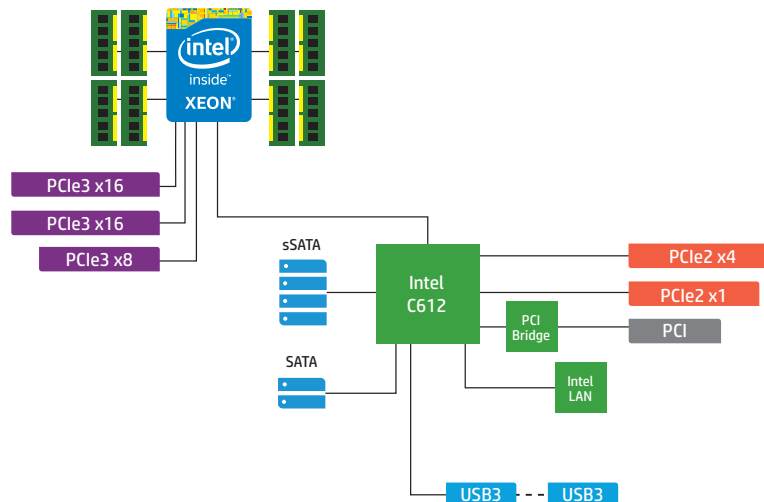 intel
inside™
XEON®
PCIe3 x16
PCIe3 x16
PCIe3 x8
sSATA
Intel
C612
PCIe2 x4
PCIe2 x1
PCI
Bridge
PCI
SATA
Intel
LAN
USB3
USB3